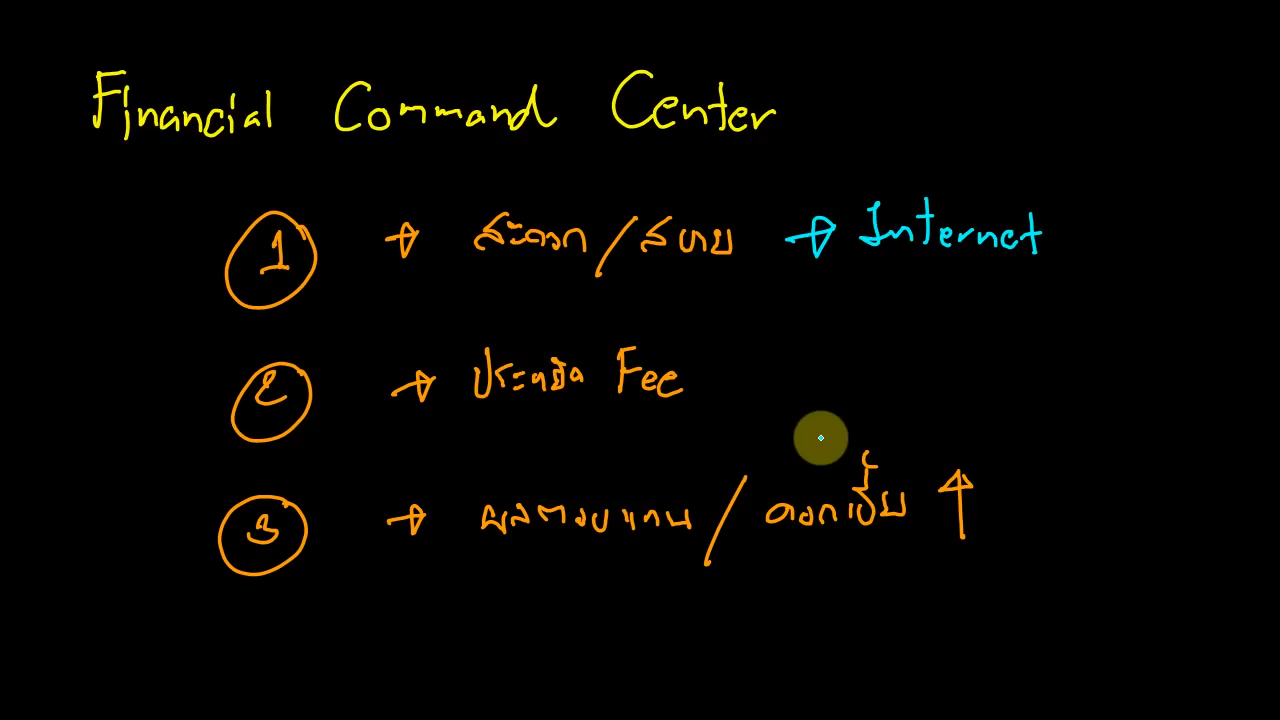 Financial Command Center
1 → สะดวก / สบาย → Internet
2 → ประหยัด Fee
3 → ผลตอบแทน / ดอกเบี้ย ↑